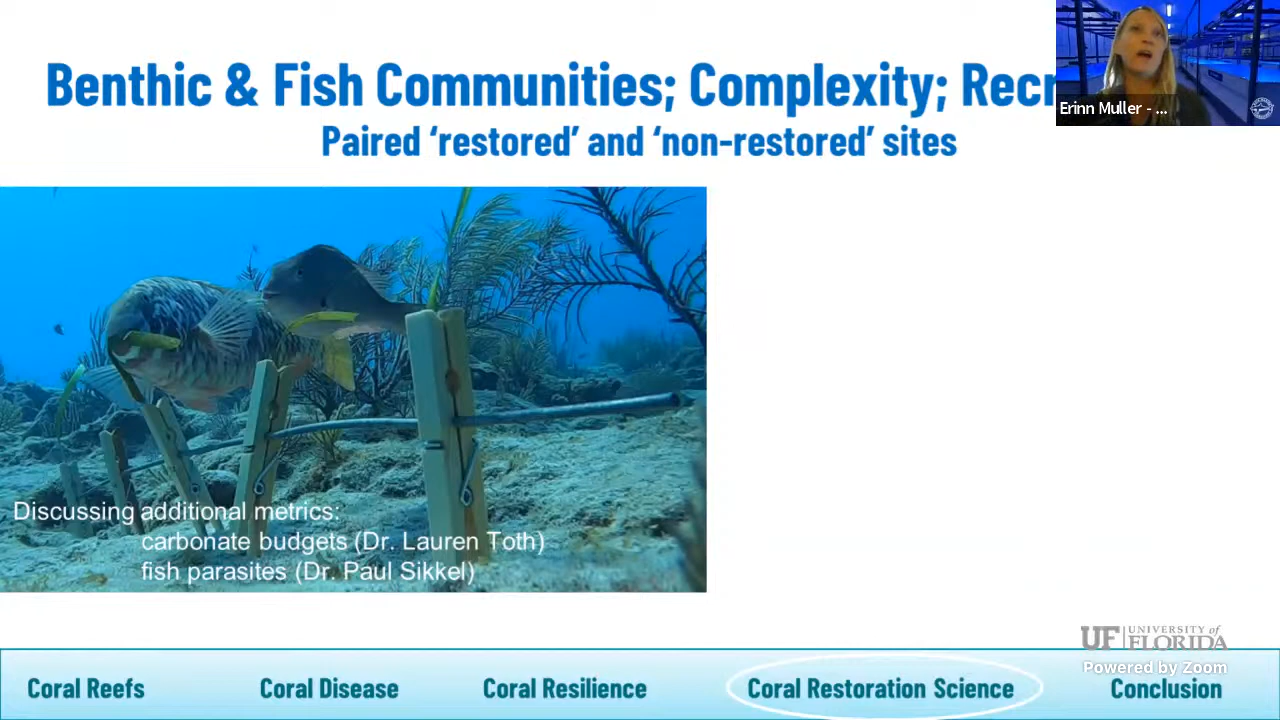 Benthic & Fish Communities; Complexity; Recr
Erinn Muller - ...
Paired ‘restored’ and ‘non-restored’ sites
Discussing additional metrics:
carbonate budgets (Dr. Lauren Toth)
fish parasites (Dr. Paul Sikkel)
UF UNIVERSITY of FLORIDA
Powered by Zoom
Coral Reefs
Coral Disease
Coral Resilience
Coral Restoration Science
Conclusion